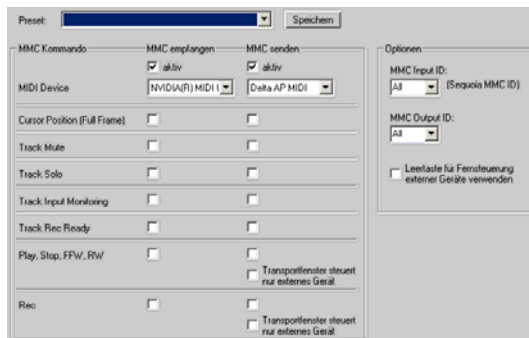 Preset: Speichern
MMC Kommando MMC empfangen MMC senden Optionen
aktiv aktiv
MMC Input ID:
MIDI Device NVIDIA(R) MIDI Delta AP MIDI All (Sequoia MMC ID)
Cursor Position (Full Frame)
MMC Output ID:
All
Track Mute
Track Solo
Leertaste für Fernsteuerung
externer Geräte verwenden
Track Input Monitoring
Track Rec Ready
Play, Stop, FFW, RW
Transportfenster steuert
nur externes Gerät
Rec
Transportfenster steuert
nur externes Gerät